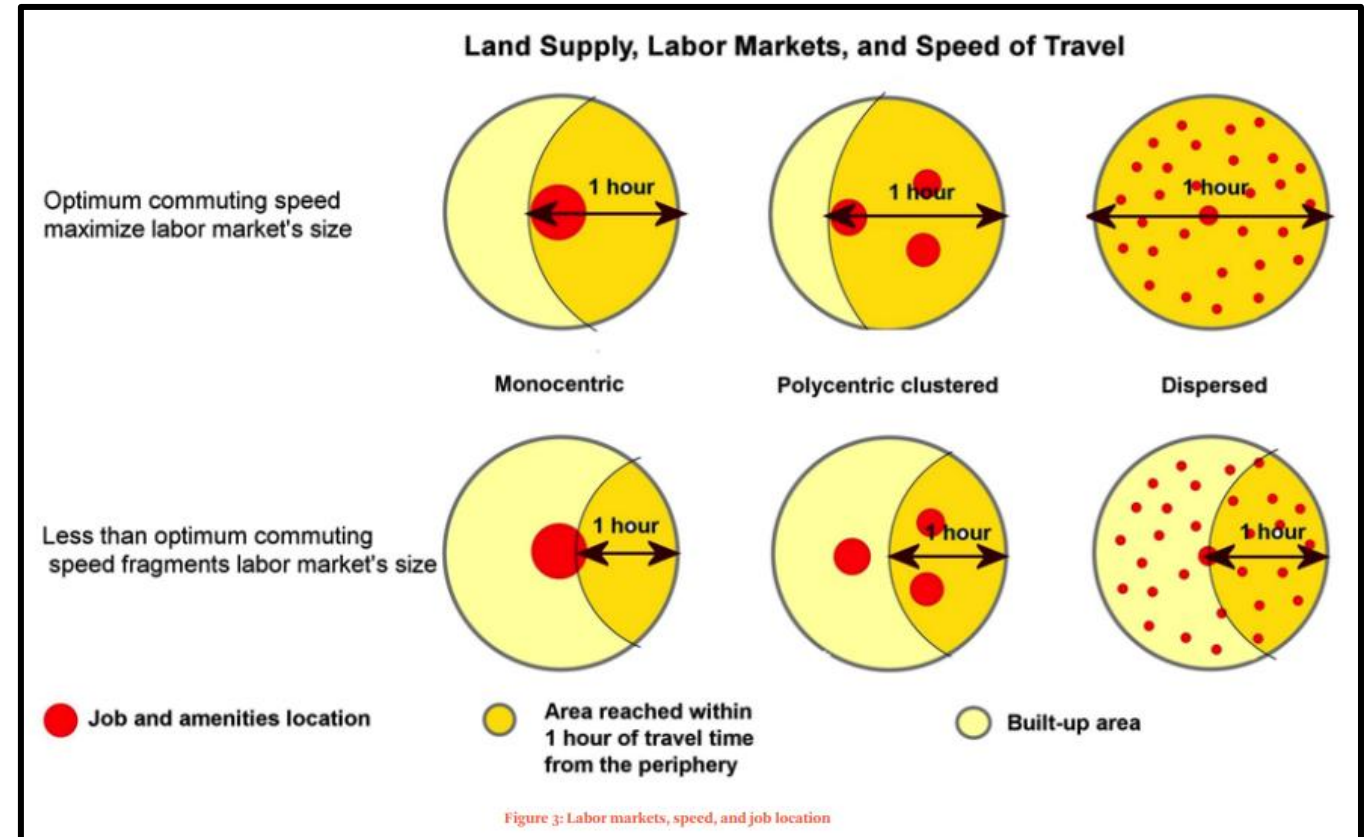 Land Supply, Labor Markets, and Speed of Travel
Optimum commuting speed
maximize labor market's size
1 hour
1 hour
1 hour
Monocentric
Polycentric clustered
Dispersed
Less than optimum commuting
speed fragments labor market's size
1 hour
1 hour
1 hour
Job and amenities location
Area reached within
1 hour of travel time
from the periphery
Built-up area
Figure 3: Labor markets, speed, and job location